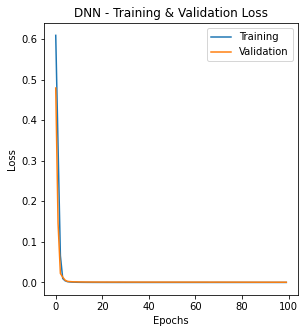 DNN - Training & Validation Loss
Training
Validation
Loss
0.6
0.5
0.4
0.3
0.2
0.1
0.0
0 20 40 60 80 100
Epochs